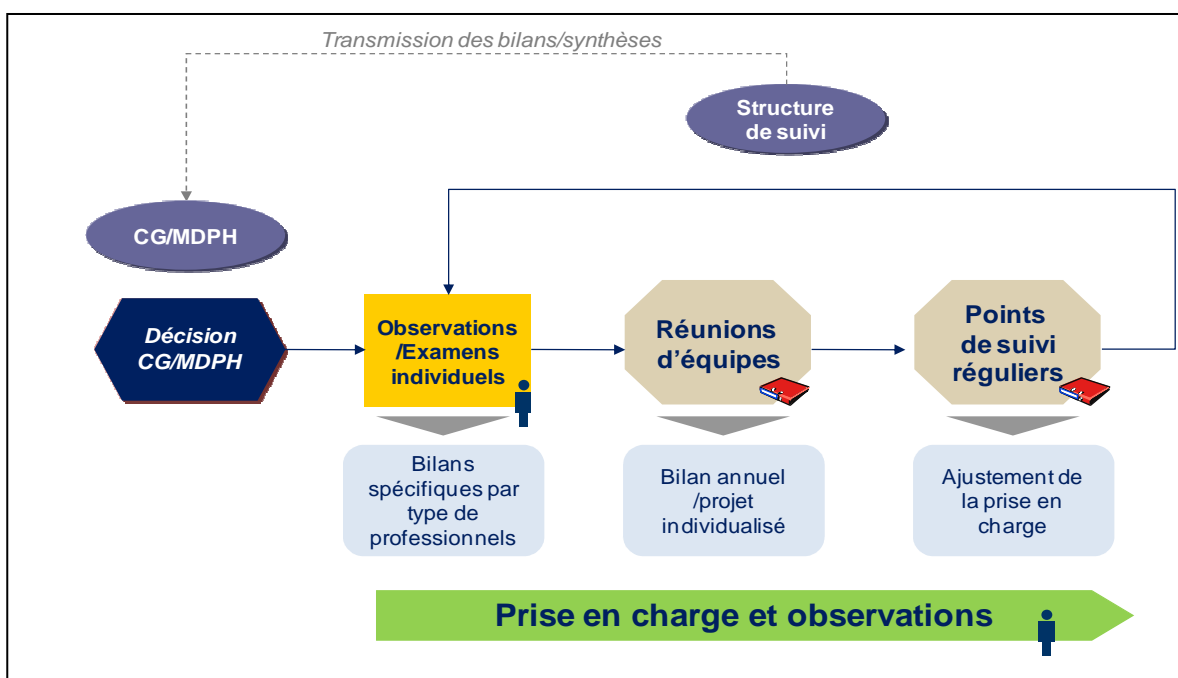 Transmission des bilans/synthèses
Structure
de suivi
CG/MDPH
Décision
CG/MDPH
Observations
/Examens
individuels
Réunions
d’équipes
Points
de suivi
réguliers
Bilans
spécifiques par
type de
professionnels
Bilan annuel
/projet
individualisé
Ajustement de
la prise en
charge
Prise en charge et observations